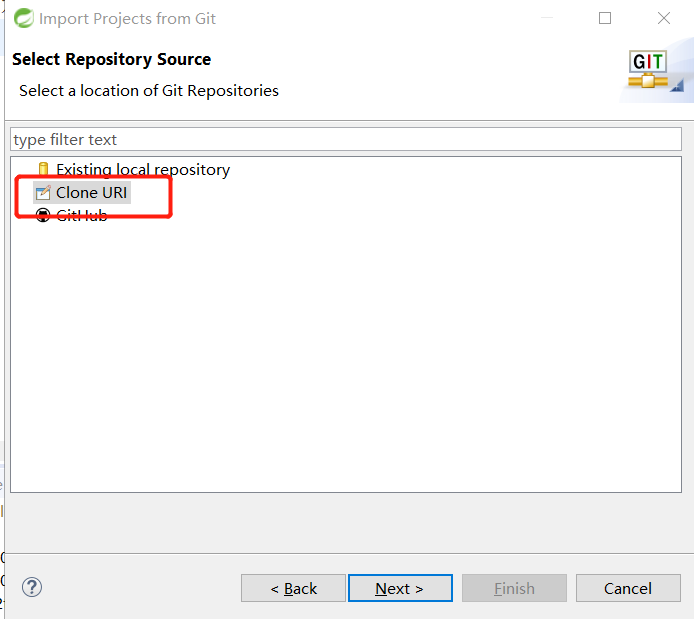 Import Projects from Git
Select Repository Source
Select a location of Git Repositories
GIT
type filter text
Existing local repository
Clone URI
GitHub
< Back
Next >
Finish
Cancel